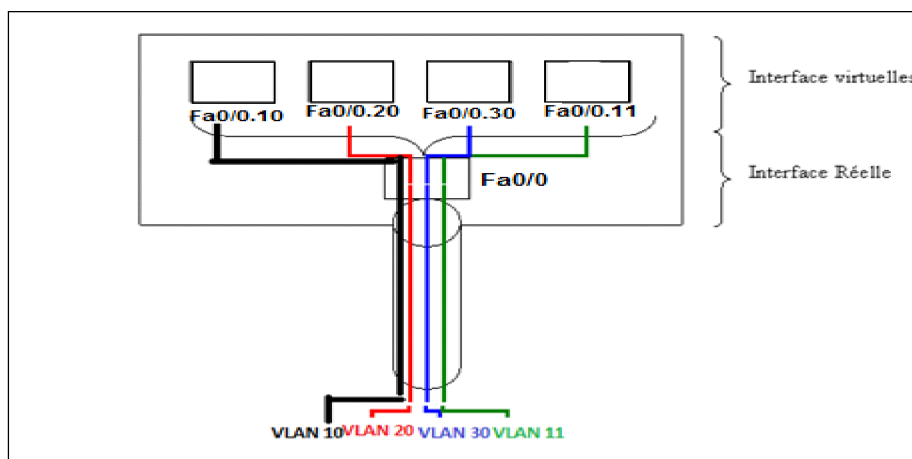 Interface virtuelles
Fa0/0.10
Fa0/0.20
Fa0/0.30
Fa0/0.11
Fa0/0
Interface Réelle
VLAN 10
VLAN 20
VLAN 30
VLAN 11